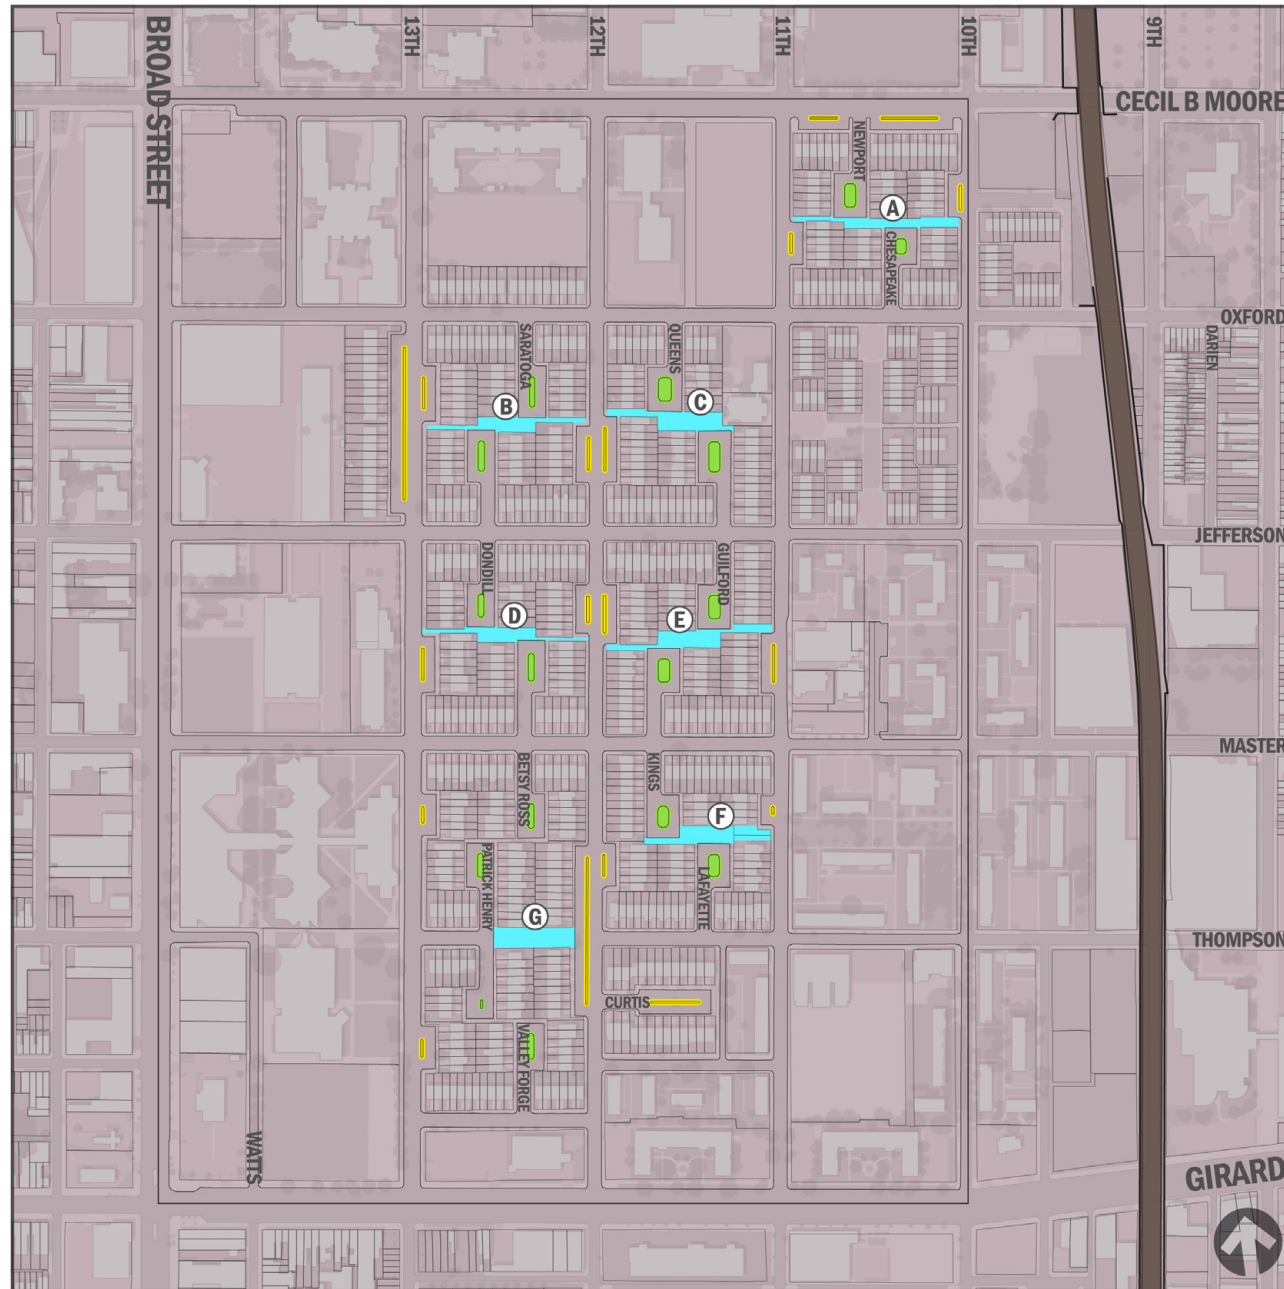 BROAD STREET
13TH
12TH
11TH
10TH
9TH
CECIL B MOORE
NEWPORT
A
CHESAPEAKE
OXFORD
SARATOGA
QUEENS
DARIEN
B
C
JEFFERSON
DONDILL
GUILFORD
D
E
MASTER
BETSY ROSS
KINGS
F
PATRICK HENRY
LAFAYETTE
G
THOMPSON
CURTIS
VALLEY FORGE
WATTS
GIRARD